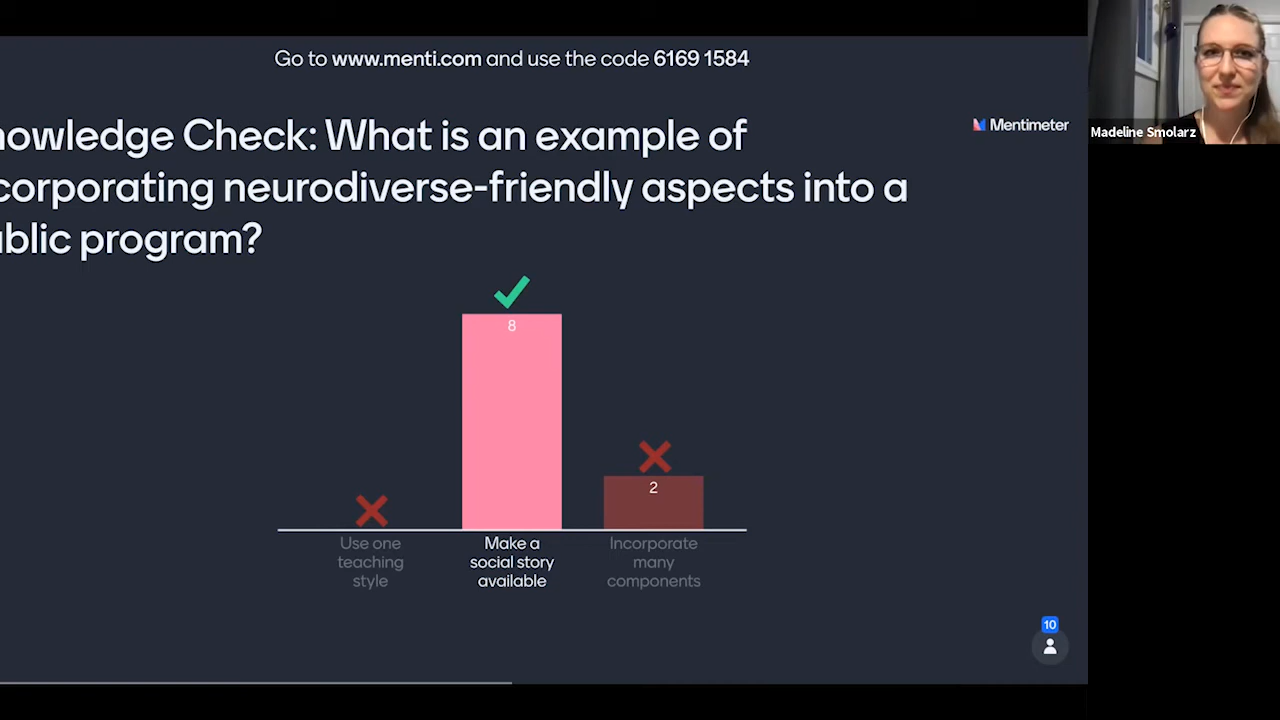 Go to www.menti.com and use the code 6169 1584
nowledge Check: What is an example of
corporating neurodiverse-friendly aspects into a
blic program?
Mentimeter
Madeline Smolarz
8
2
Use one
teaching
style
Make a
social story
available
Incorporate
many
components
10